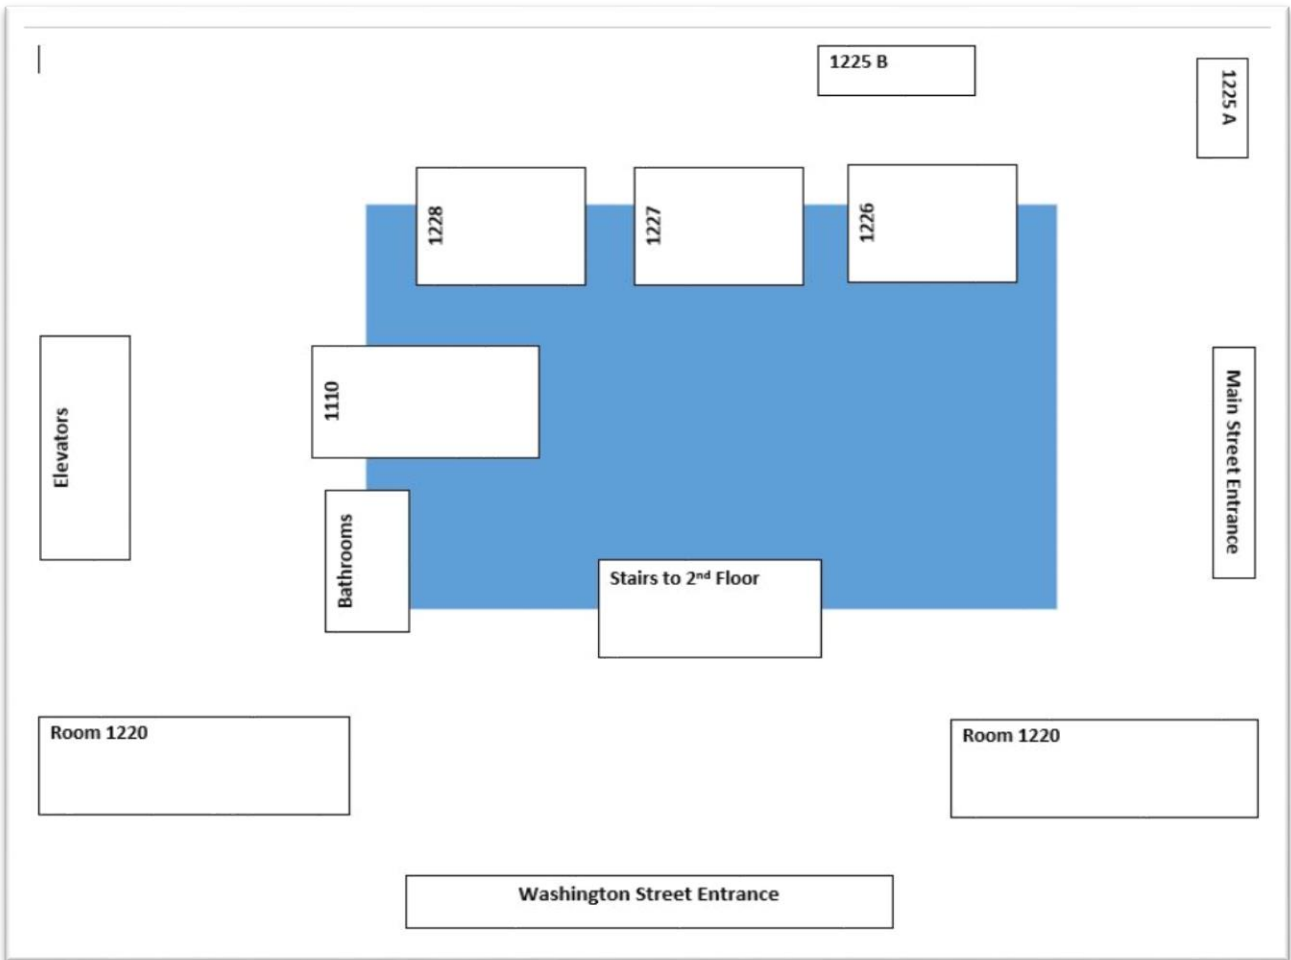 1225 B
1225 A
1228
1227
1226
1110
Elevators
Main Street Entrance
Bathrooms
Stairs to 2nd Floor
Room 1220
Room 1220
Washington Street Entrance